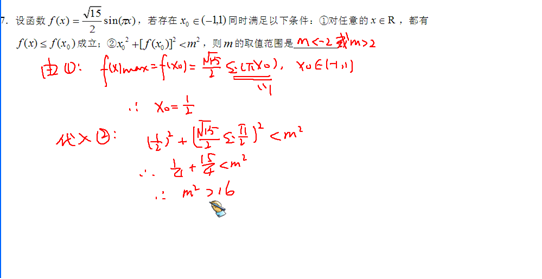 7. 设函数 f(x) = √15/2 sin(πx)，若存在 x₀∈(-1,1)同时满足以下条件：①对任意的 x∈R，都有
f(x) ≤ f(x₀) 成立；②x₀² + [f(x₀)]² < m²，则 m 的取值范围是 m<-2 或 m>2
由①： f(x)max = f(x₀) = √15/2 sin(πx₀), x₀∈(-1,1)
∴ x₀ = 1/2
代入②： (1/2)² + (√15/2 sin π/2)² < m²
∴ 1/4 + 15/4 < m²
∴ m² > 16